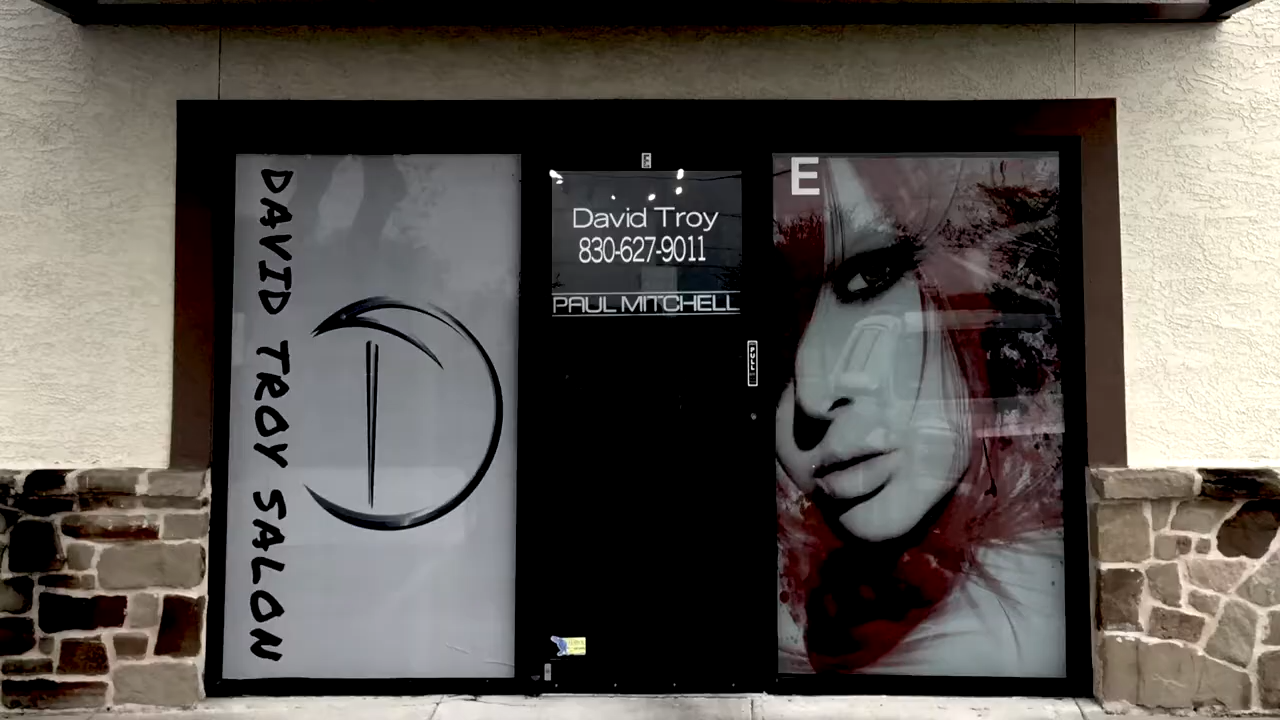 DAVID TROY SALON
E
David Troy
830-627-9011
PAUL MITCHELL
PULL
E